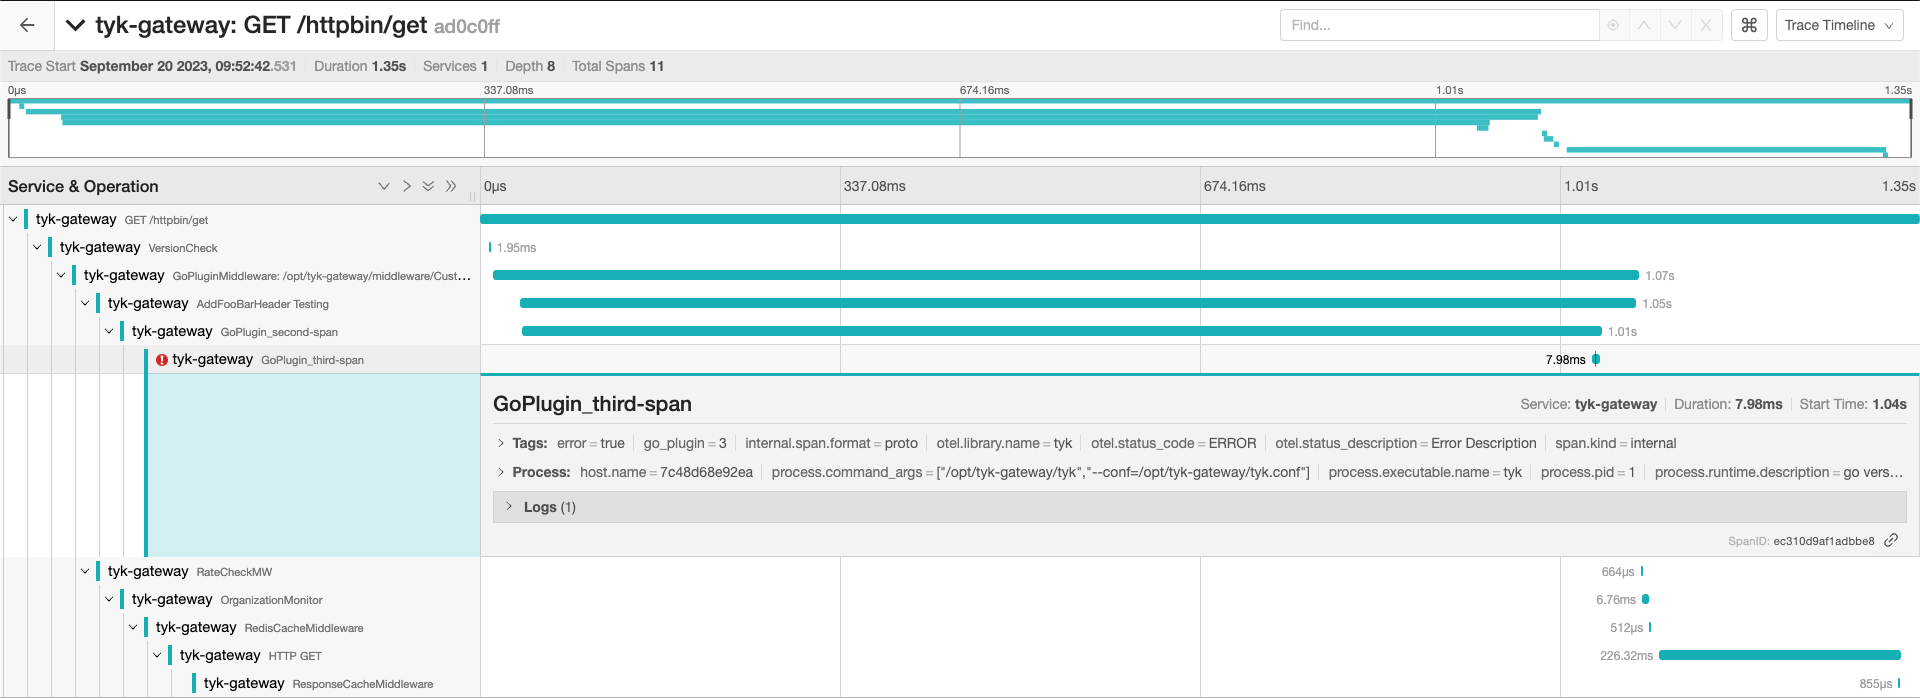 tyk-gateway: GET /httpbin/get ad0c0ff
Find...
⌘
Trace Timeline
Trace Start September 20 2023, 09:52:42.531 Duration 1.35s Services 1 Depth 8 Total Spans 11
0μs 337.08ms 674.16ms 1.01s 1.35s
Service & Operation 0μs 337.08ms 674.16ms 1.01s 1.35s
tyk-gateway GET /httpbin/get
tyk-gateway VersionCheck 1.95ms
tyk-gateway GoPluginMiddleware: /opt/tyk-gateway/middleware/Cust... 1.07s
tyk-gateway AddFooBarHeader Testing 1.05s
tyk-gateway GoPlugin_second-span 1.01s
tyk-gateway GoPlugin_third-span 7.98ms
GoPlugin_third-span Service: tyk-gateway Duration: 7.98ms Start Time: 1.04s
Tags: error = true go_plugin = 3 internal.span.format = proto otel.library.name = tyk otel.status_code = ERROR otel.status_description = Error Description span.kind = internal
Process: host.name = 7c48d68e92ea process.command_args = ["/opt/tyk-gateway/tyk","--conf=/opt/tyk-gateway/tyk.conf"] process.executable.name = tyk process.pid = 1 process.runtime.description = go vers...
Logs (1)
SpanID: ec310d9af1adbbe8
tyk-gateway RateCheckMW 664μs
tyk-gateway OrganizationMonitor 6.76ms
tyk-gateway RedisCacheMiddleware 512μs
tyk-gateway HTTP GET 226.32ms
tyk-gateway ResponseCacheMiddleware 855μs